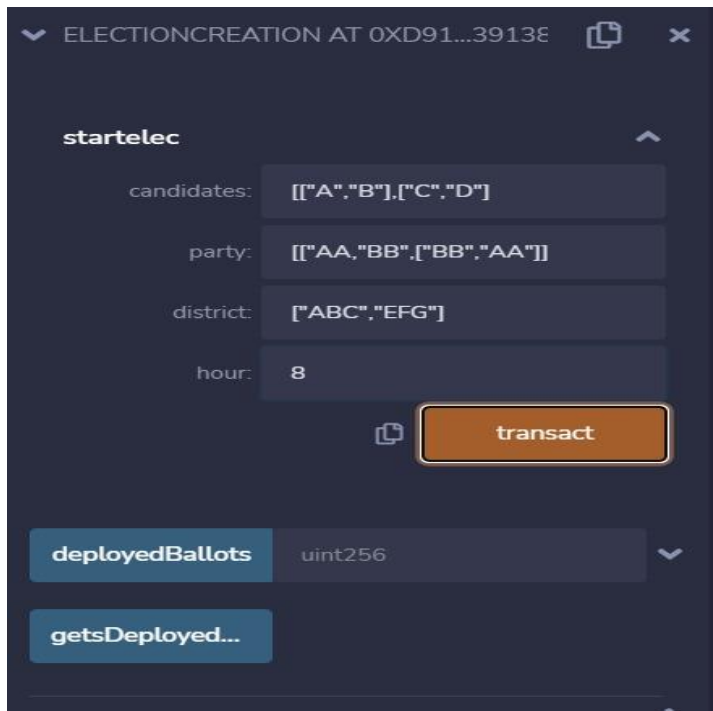 ELECTIONCREATION AT 0XD91...39138
startelec
candidates: [["A","B"],["C","D"]
party: [["AA,"BB",["BB","AA"]]
district: ["ABC","EFG"]
hour: 8
transact
deployedBallots uint256
getsDeployed...